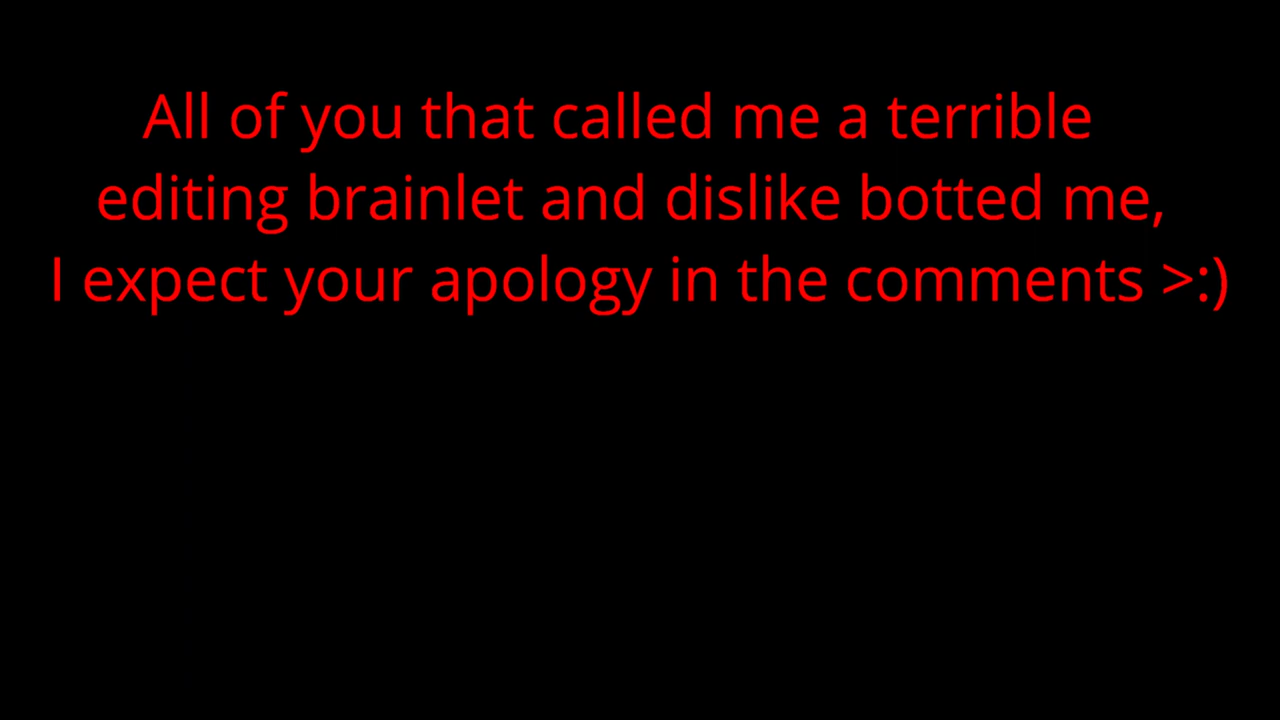 All of you that called me a terrible
editing brainlet and dislike botted me,
I expect your apology in the comments >:)